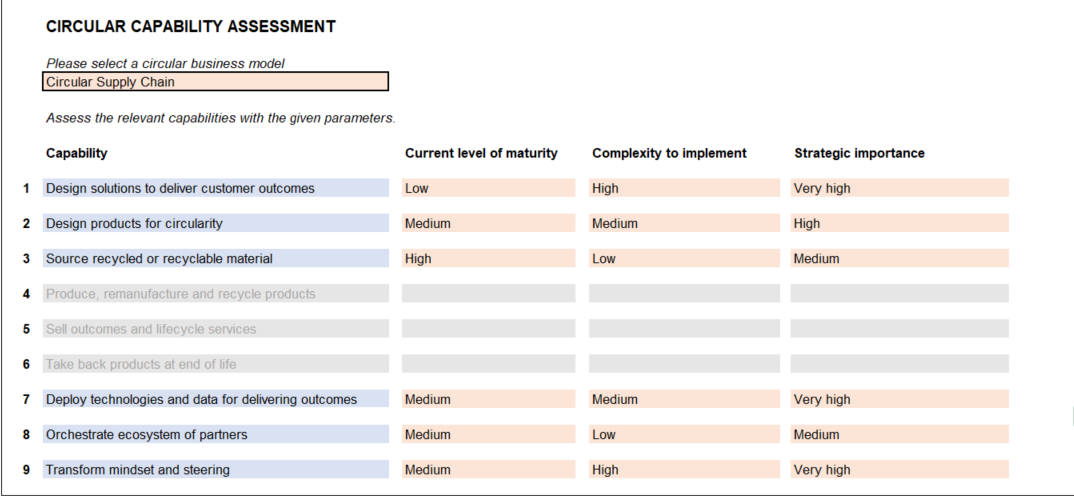 CIRCULAR CAPABILITY ASSESSMENT
Please select a circular business model
Circular Supply Chain
Assess the relevant capabilities with the given parameters.
Capability Current level of maturity Complexity to implement Strategic importance
1 Design solutions to deliver customer outcomes Low High Very high
2 Design products for circularity Medium Medium High
3 Source recycled or recyclable material High Low Medium
4 Produce, remanufacture and recycle products
5 Sell outcomes and lifecycle services
6 Take back products at end of life
7 Deploy technologies and data for delivering outcomes Medium Medium Very high
8 Orchestrate ecosystem of partners Medium Low Medium
9 Transform mindset and steering Medium High Very high